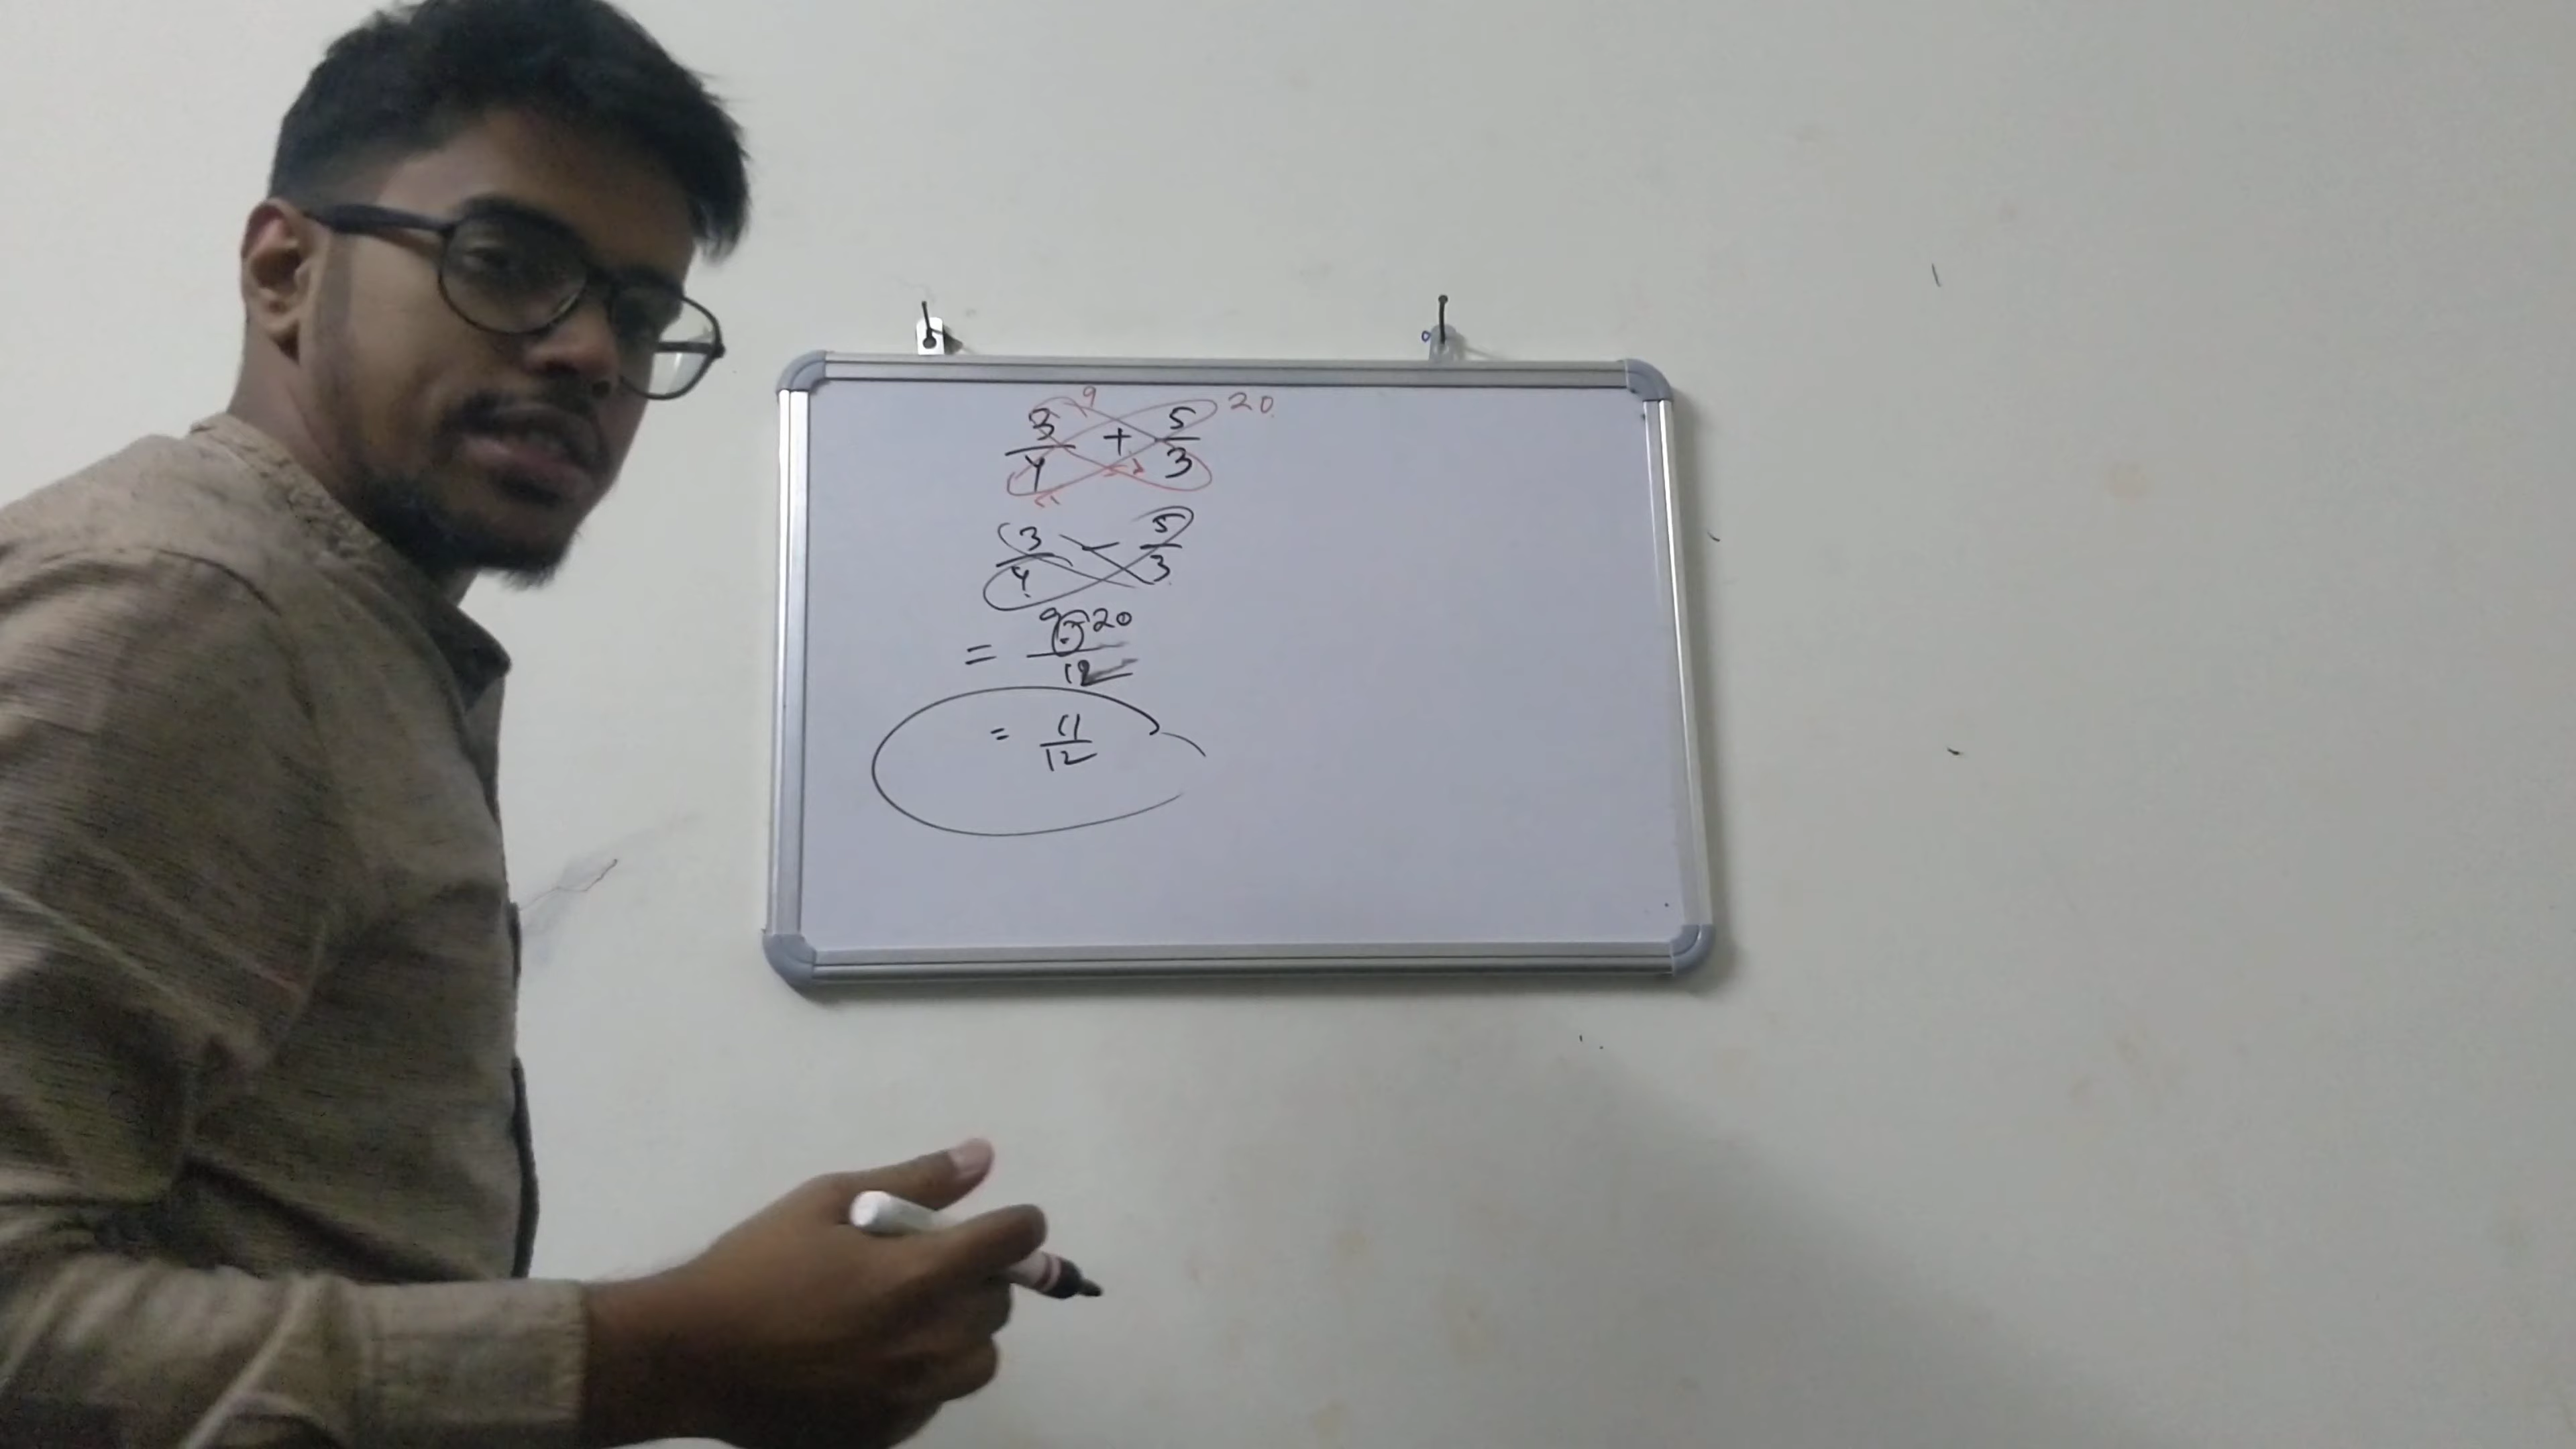 9 20
3/4 + 5/3
3/4 - 5/3
= 9-20/12
= 11/12